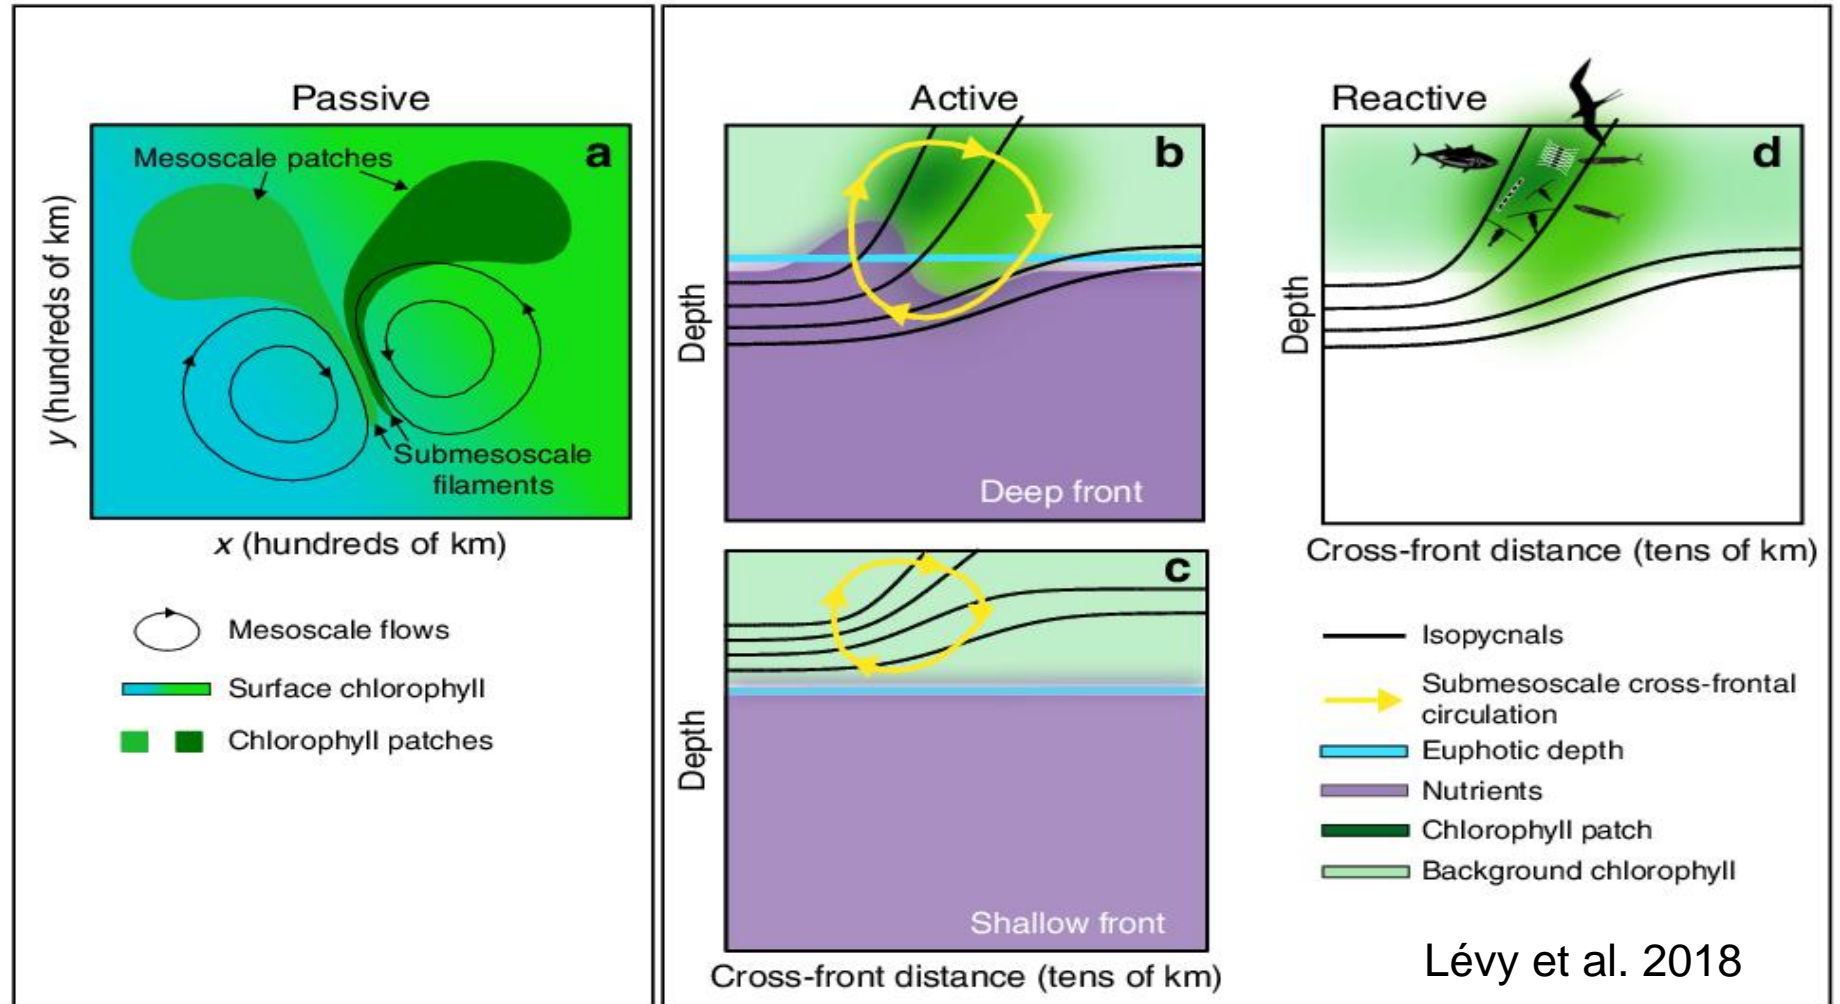 Passive
a
Mesoscale patches
y (hundreds of km)
Submesoscale
filaments
x (hundreds of km)
Mesoscale flows
Surface chlorophyll
Chlorophyll patches
Active
b
Depth
Deep front
c
Depth
Shallow front
Cross-front distance (tens of km)
Reactive
d
Depth
Cross-front distance (tens of km)
Isopycnals
Submesoscale cross-frontal
circulation
Euphotic depth
Nutrients
Chlorophyll patch
Background chlorophyll
Lévy et al. 2018